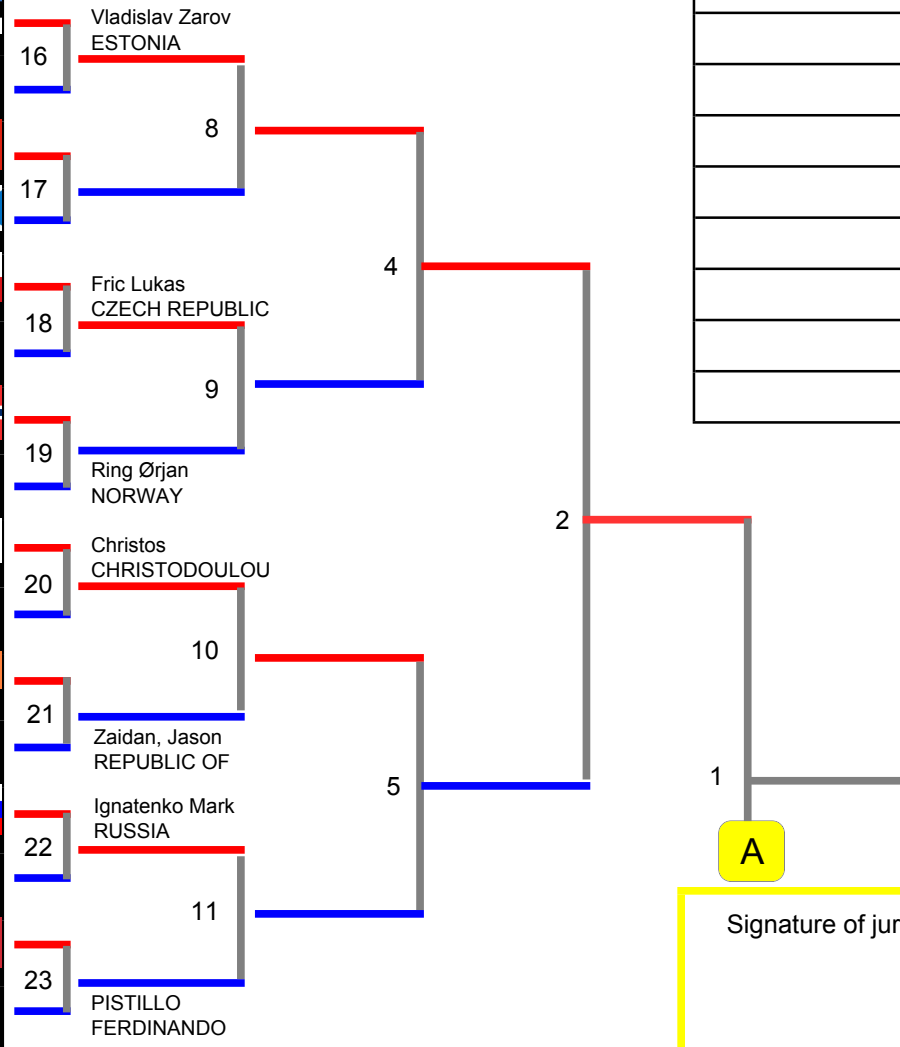 Vladislav Zarov
ESTONIA
16
8
17
4
Fric Lukas
CZECH REPUBLIC
18
9
19
Ring Ørjan
NORWAY
2
Christos
CHRISTODOULOU
20
10
21
Zaidan, Jason
REPUBLIC OF
5
1
Ignatenko Mark
RUSSIA
22
A
11
Signature of jur
23
PISTILLO
FERDINANDO